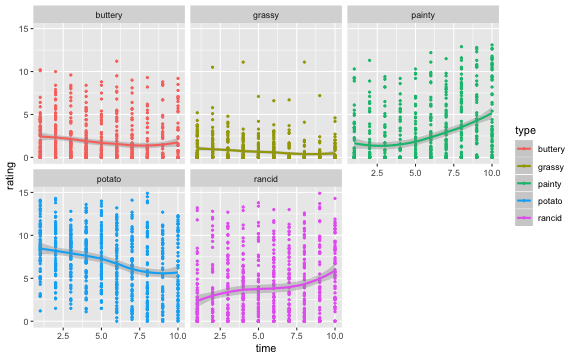 buttery grassy painty
15
10
5
0
2.5 5.0 7.5 10.0
potato rancid
15
10
5
0
2.5 5.0 7.5 10.0 2.5 5.0 7.5 10.0
rating
time
type
buttery
grassy
painty
potato
rancid